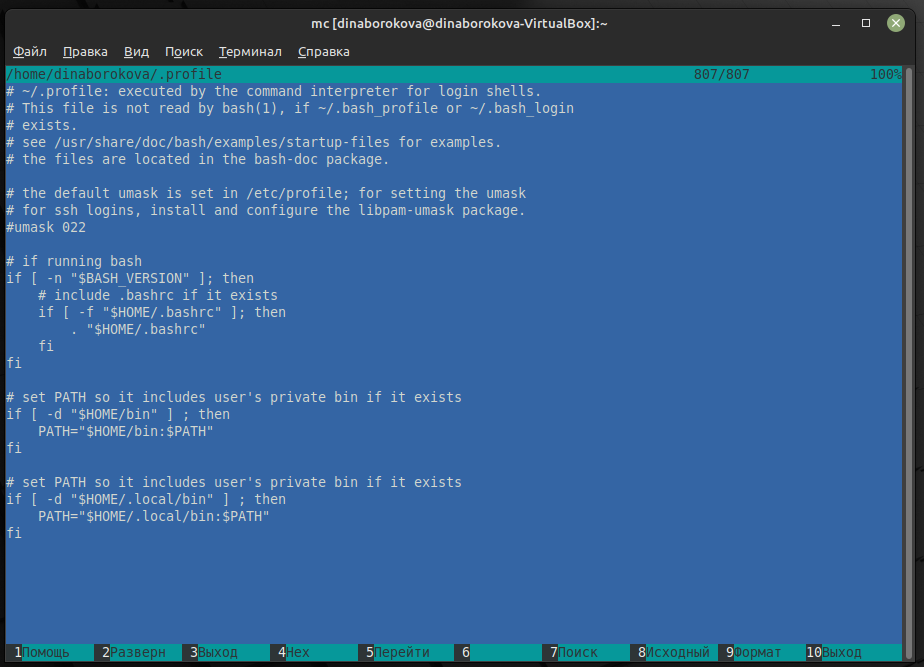 mc [dinaborokova@dinaborokova-VirtualBox]:~
Файл Правка Вид Поиск Терминал Справка
/home/dinaborokova/.profile 807/807 100%
# ~/.profile: executed by the command interpreter for login shells.
# This file is not read by bash(1), if ~/.bash_profile or ~/.bash_login
# exists.
# see /usr/share/doc/bash/examples/startup-files for examples.
# the files are located in the bash-doc package.

# the default umask is set in /etc/profile; for setting the umask
# for ssh logins, install and configure the libpam-umask package.
#umask 022

# if running bash
if [ -n "$BASH_VERSION" ]; then
    # include .bashrc if it exists
    if [ -f "$HOME/.bashrc" ]; then
        . "$HOME/.bashrc"
    fi
fi

# set PATH so it includes user's private bin if it exists
if [ -d "$HOME/bin" ] ; then
    PATH="$HOME/bin:$PATH"
fi

# set PATH so it includes user's private bin if it exists
if [ -d "$HOME/.local/bin" ] ; then
    PATH="$HOME/.local/bin:$PATH"
fi
1Помощь 2Разверн 3Выход 4Hex 5Перейти 6 7Поиск 8Исходный 9Формат 10Выход